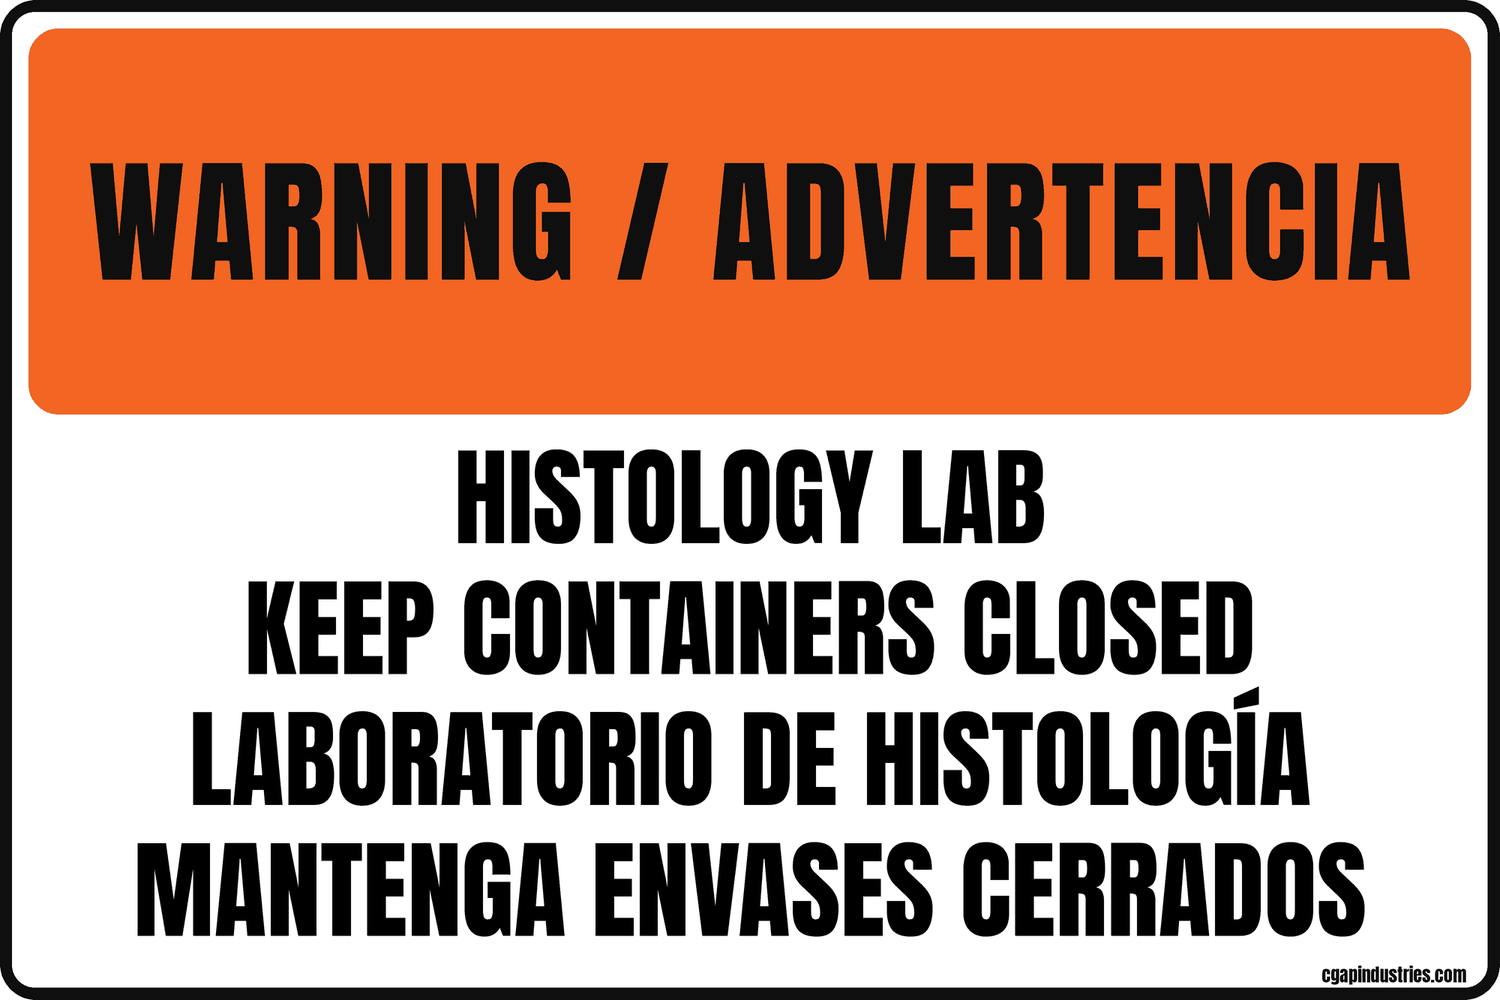 WARNING / ADVERTENCIA
HISTOLOGY LAB
KEEP CONTAINERS CLOSED
LABORATORIO DE HISTOLOGÍA
MANTENGA ENVASES CERRADOS
cgapindustries.com